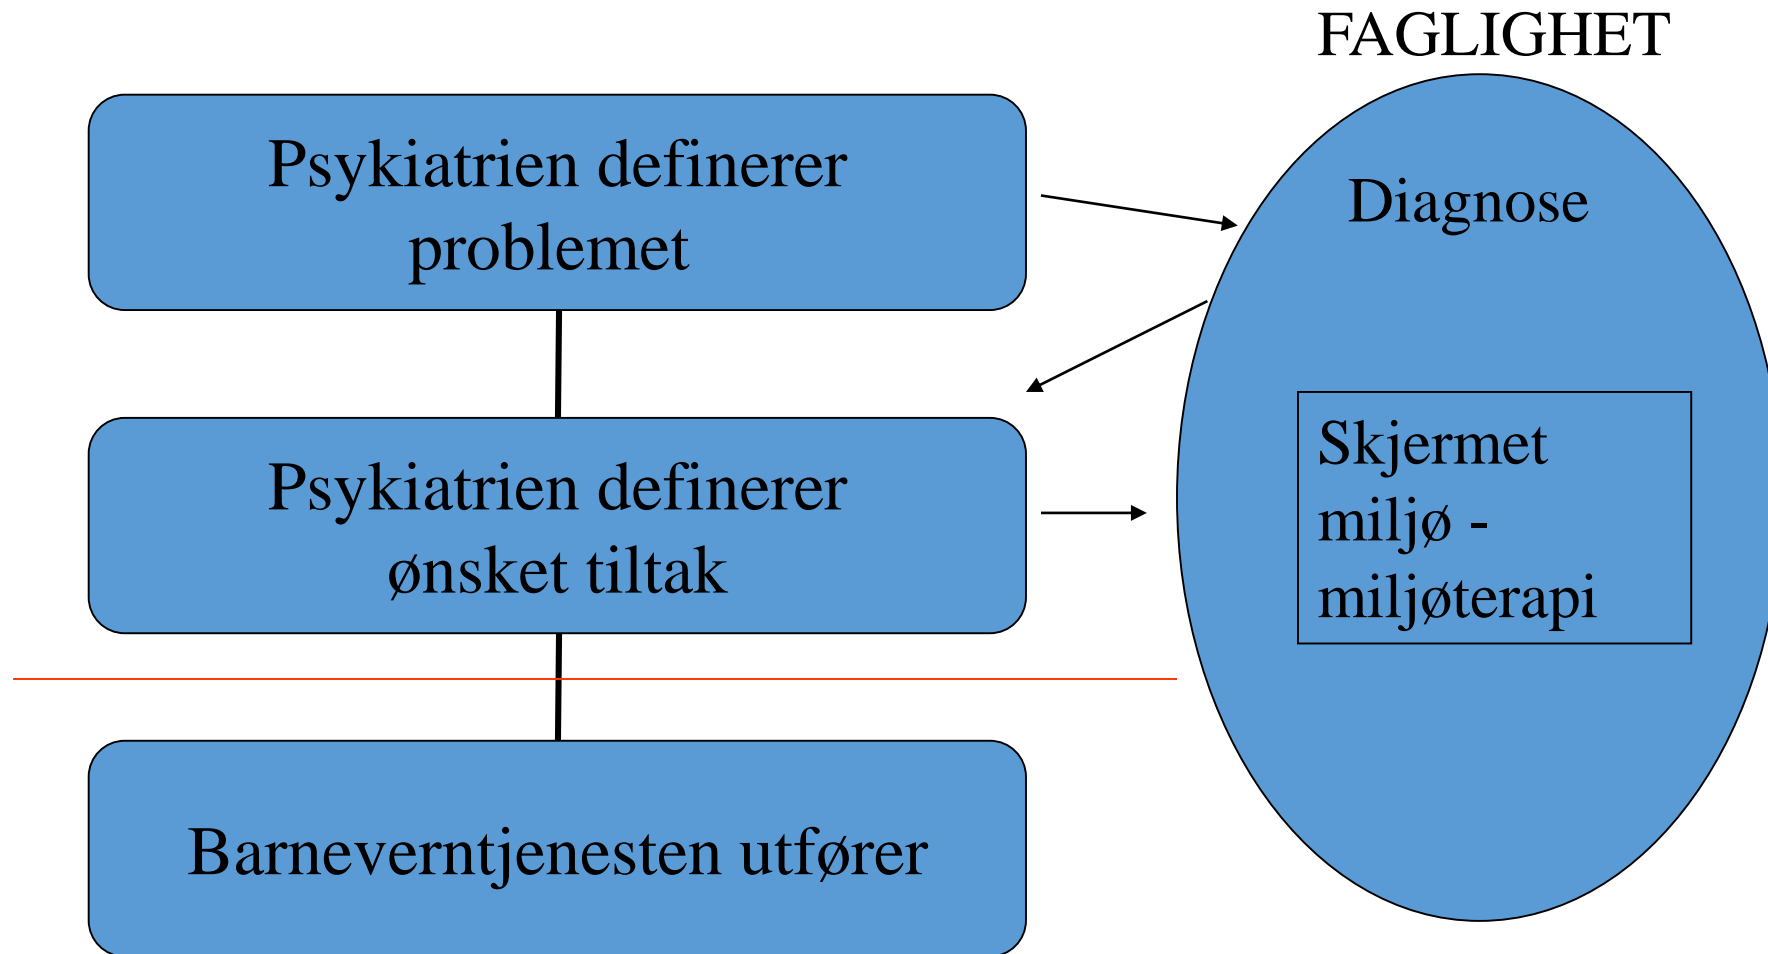 FAGLIGHET
Psykiatrien definerer
problemet
Diagnose
Psykiatrien definerer
ønsket tiltak
Skjermet
miljø -
miljøterapi
Barneverntjenesten utfører